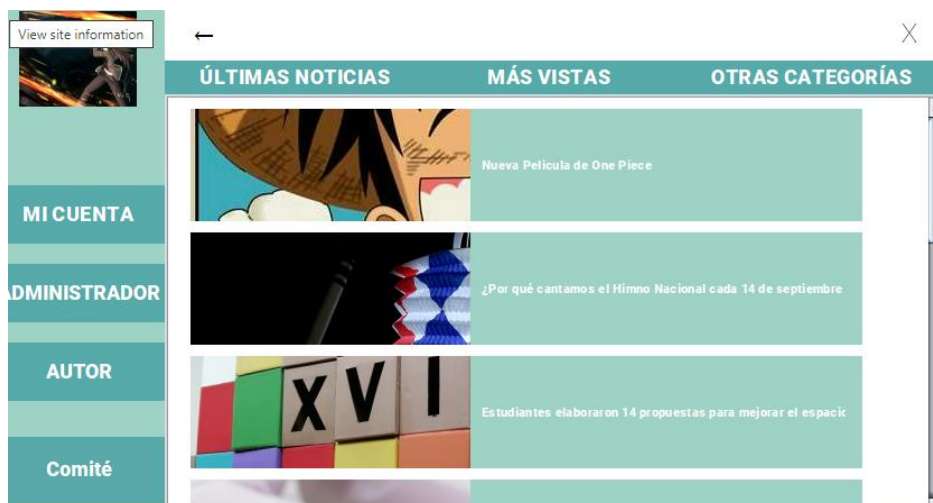 View site information
← X
ÚLTIMAS NOTICIAS MÁS VISTAS OTRAS CATEGORÍAS
MI CUENTA
ADMINISTRADOR
AUTOR
Comité
Nueva Pelicula de One Piece
¿Por qué cantamos el Himno Nacional cada 14 de septiembre
XVI
Estudiantes elaboraron 14 propuestas para mejorar el espacic